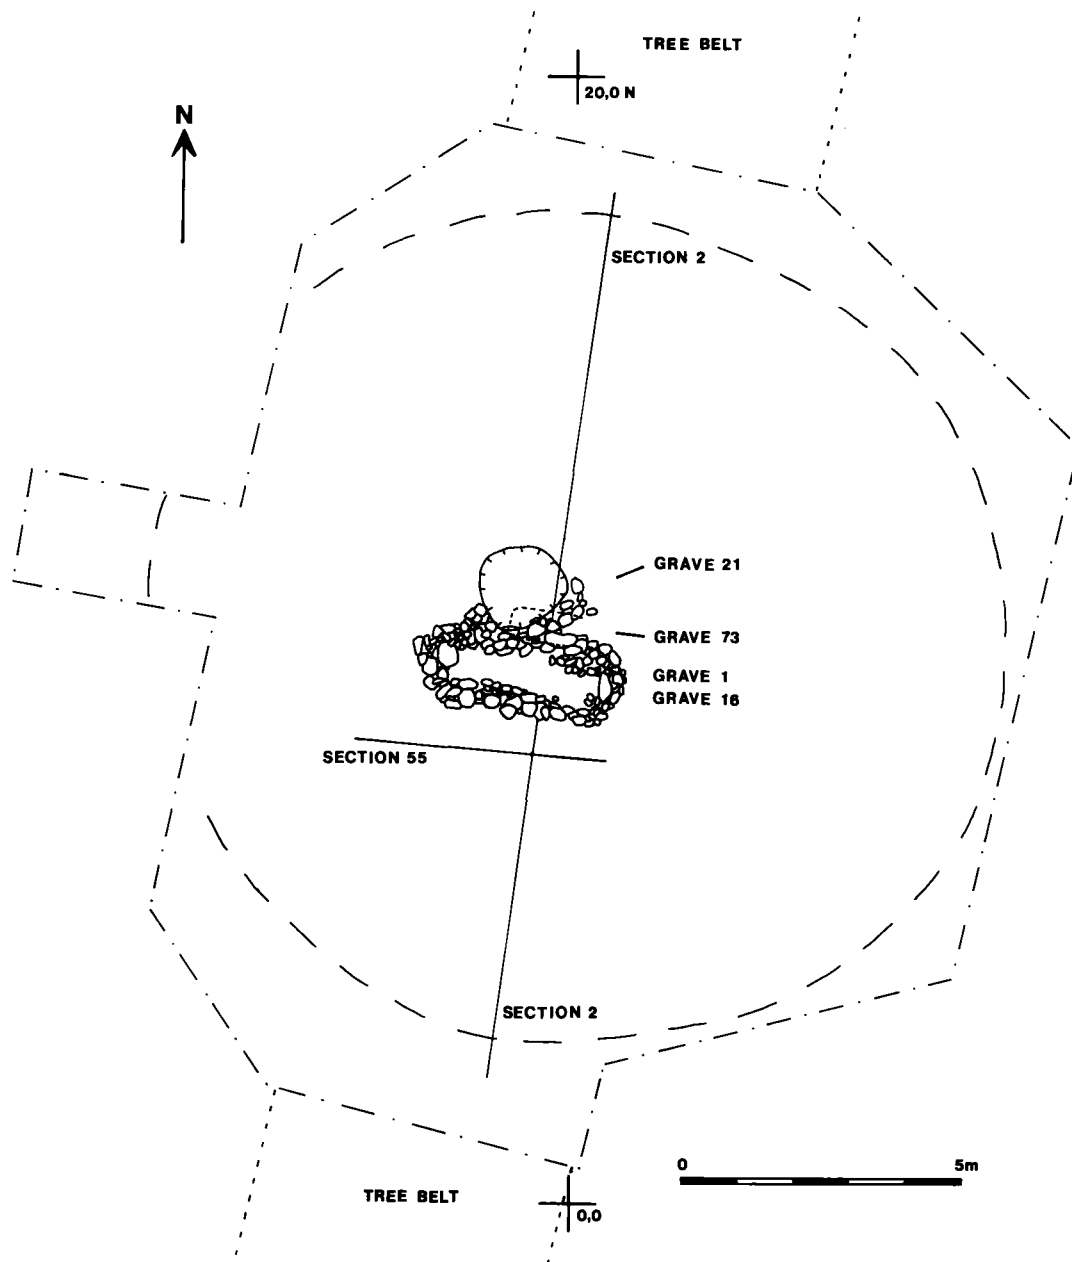 TREE BELT
20,0 N
N
SECTION 2
GRAVE 21
GRAVE 73
GRAVE 1
GRAVE 16
SECTION 55
SECTION 2
0 5m
TREE BELT
0,0